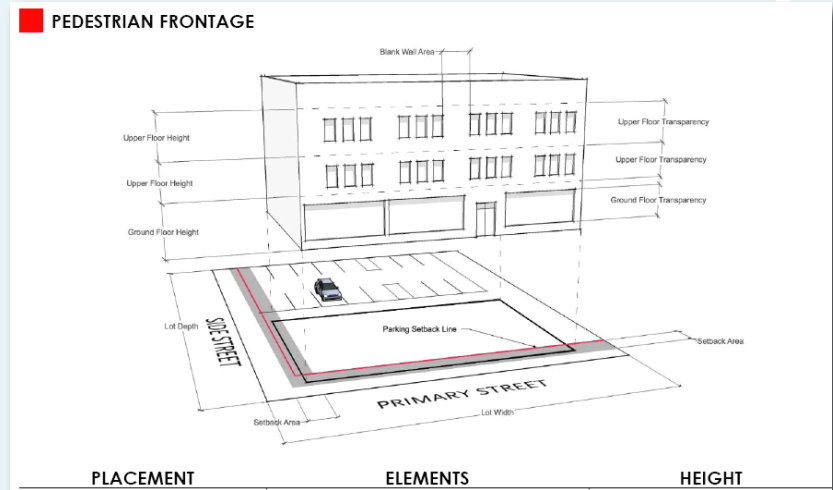 PEDESTRIAN FRONTAGE
Blank Wall Area
Upper Floor Height
Upper Floor Transparency
Upper Floor Height
Upper Floor Transparency
Ground Floor Height
Ground Floor Transparency
Lot Depth
SIDE STREET
Parking Setback Line
Setback Area
PRIMARY STREET
Setback Area
Lot Width
PLACEMENT ELEMENTS HEIGHT